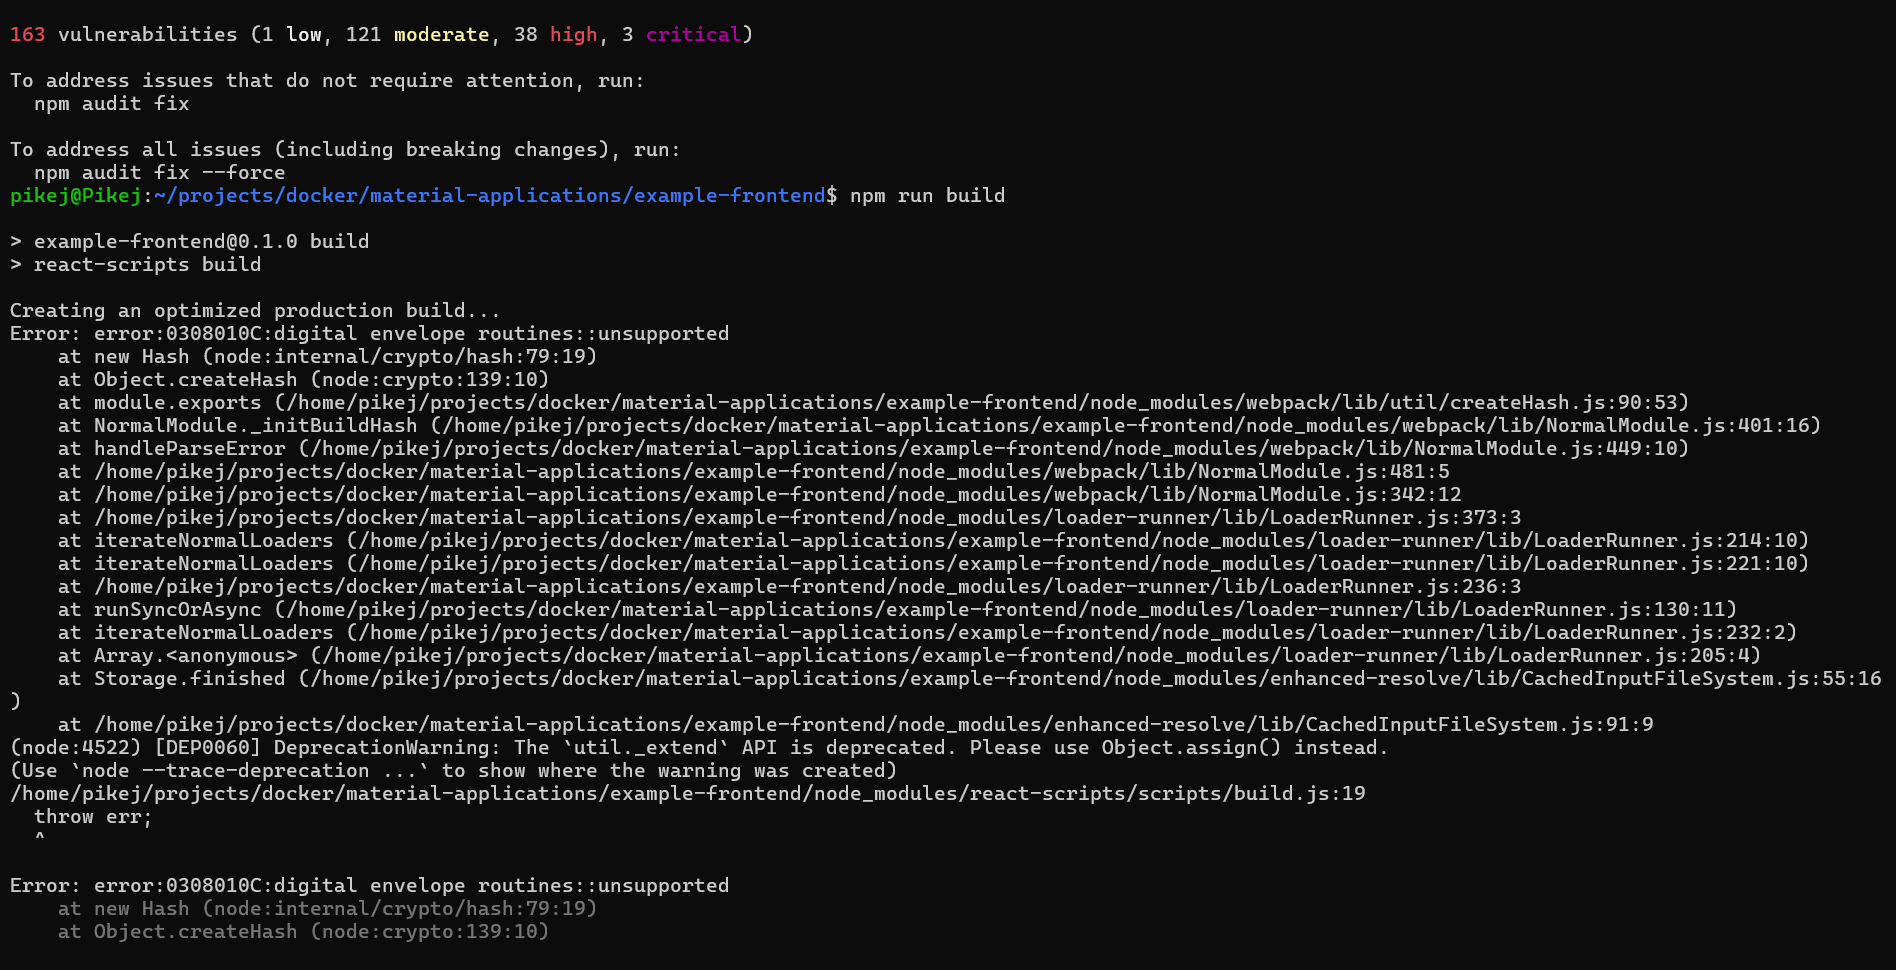 163 vulnerabilities (1 low, 121 moderate, 38 high, 3 critical)

To address issues that do not require attention, run:
  npm audit fix

To address all issues (including breaking changes), run:
  npm audit fix --force
pikej@Pikej:~/projects/docker/material-applications/example-frontend$ npm run build

> example-frontend@0.1.0 build
> react-scripts build

Creating an optimized production build...
Error: error:0308010C:digital envelope routines::unsupported
    at new Hash (node:internal/crypto/hash:79:19)
    at Object.createHash (node:crypto:139:10)
    at module.exports (/home/pikej/projects/docker/material-applications/example-frontend/node_modules/webpack/lib/util/createHash.js:90:53)
    at NormalModule._initBuildHash (/home/pikej/projects/docker/material-applications/example-frontend/node_modules/webpack/lib/NormalModule.js:401:16)
    at handleParseError (/home/pikej/projects/docker/material-applications/example-frontend/node_modules/webpack/lib/NormalModule.js:449:10)
    at /home/pikej/projects/docker/material-applications/example-frontend/node_modules/webpack/lib/NormalModule.js:481:5
    at /home/pikej/projects/docker/material-applications/example-frontend/node_modules/webpack/lib/NormalModule.js:342:12
    at /home/pikej/projects/docker/material-applications/example-frontend/node_modules/loader-runner/lib/LoaderRunner.js:373:3
    at iterateNormalLoaders (/home/pikej/projects/docker/material-applications/example-frontend/node_modules/loader-runner/lib/LoaderRunner.js:214:10)
    at iterateNormalLoaders (/home/pikej/projects/docker/material-applications/example-frontend/node_modules/loader-runner/lib/LoaderRunner.js:221:10)
    at /home/pikej/projects/docker/material-applications/example-frontend/node_modules/loader-runner/lib/LoaderRunner.js:236:3
    at runSyncOrAsync (/home/pikej/projects/docker/material-applications/example-frontend/node_modules/loader-runner/lib/LoaderRunner.js:130:11)
    at iterateNormalLoaders (/home/pikej/projects/docker/material-applications/example-frontend/node_modules/loader-runner/lib/LoaderRunner.js:232:2)
    at Array.<anonymous> (/home/pikej/projects/docker/material-applications/example-frontend/node_modules/loader-runner/lib/LoaderRunner.js:205:4)
    at Storage.finished (/home/pikej/projects/docker/material-applications/example-frontend/node_modules/enhanced-resolve/lib/CachedInputFileSystem.js:55:16
)
    at /home/pikej/projects/docker/material-applications/example-frontend/node_modules/enhanced-resolve/lib/CachedInputFileSystem.js:91:9
(node:4522) [DEP0060] DeprecationWarning: The `util._extend` API is deprecated. Please use Object.assign() instead.
(Use `node --trace-deprecation ...` to show where the warning was created)
/home/pikej/projects/docker/material-applications/example-frontend/node_modules/react-scripts/scripts/build.js:19
  throw err;
  ^

Error: error:0308010C:digital envelope routines::unsupported
    at new Hash (node:internal/crypto/hash:79:19)
    at Object.createHash (node:crypto:139:10)